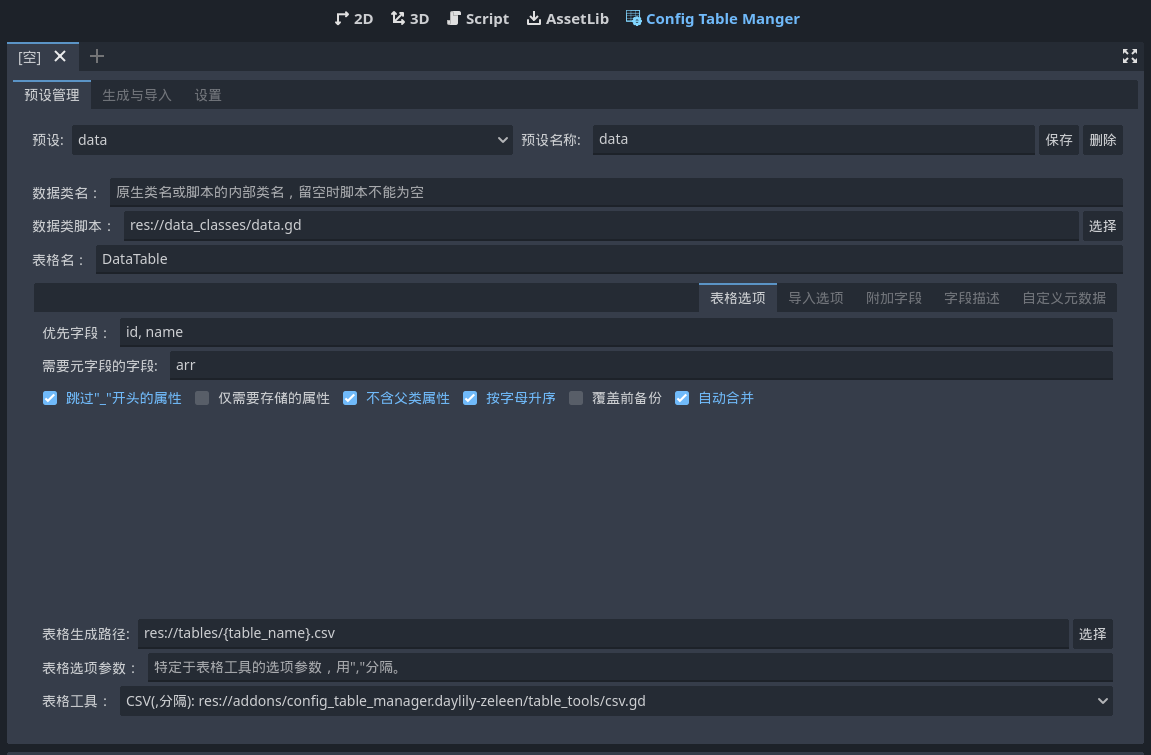 2D 3D Script AssetLib Config Table Manger
[空]
预设管理 生成与导入 设置
预设: data 预设名称: data 保存 删除
数据类名： 原生类名或脚本的内部类名，留空时脚本不能为空
数据类脚本： res://data_classes/data.gd 选择
表格名： DataTable
表格选项 导入选项 附加字段 字段描述 自定义元数据
优先字段： id, name
需要元字段的字段: arr
跳过"_"开头的属性 仅需要存储的属性 不含父类属性 按字母升序 覆盖前备份 自动合并
表格生成路径: res://tables/{table_name}.csv 选择
表格选项参数： 特定于表格工具的选项参数，用","分隔。
表格工具： CSV(,分隔): res://addons/config_table_manager.daylily-zeleen/table_tools/csv.gd